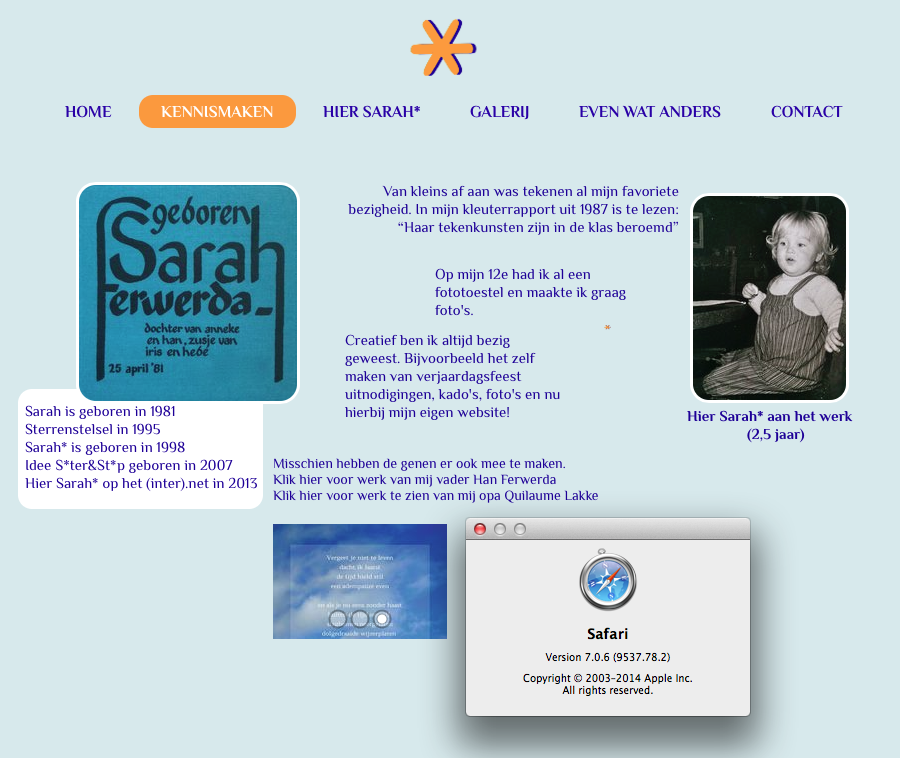 HOME
KENNISMAKEN
HIER SARAH*
GALERIJ
EVEN WAT ANDERS
CONTACT
geboren
Sarah
Ferwerda_
dochter van anneke
en han, zusje van
iris en hebé
25 april '81
Sarah is geboren in 1981
Sterrenstelsel in 1995
Sarah* is geboren in 1998
Idee S*ter&St*p geboren in 2007
Hier Sarah* op het (inter).net in 2013
Van kleins af aan was tekenen al mijn favoriete
bezigheid. In mijn kleuterrapport uit 1987 is te lezen:
“Haar tekenkunsten zijn in de klas beroemd”
Op mijn 12e had ik al een
fototoestel en maakte ik graag
foto's.
Creatief ben ik altijd bezig
geweest. Bijvoorbeeld het zelf
maken van verjaardagsfeest
uitnodigingen, kado's, foto's en nu
hierbij mijn eigen website!
Hier Sarah* aan het werk
(2,5 jaar)
Misschien hebben de genen er ook mee te maken.
Klik hier voor werk van mij vader Han Ferwerda
Klik hier voor werk te zien van mij opa Quilaume Lakke
Vergeet je niet te leven
dacht ik laatst
de tijd hield stil
een adempauze even
en als je nu eens zonder haast
dolgedraaide wijzerplaten
Safari
Version 7.0.6 (9537.78.2)
Copyright © 2003-2014 Apple Inc.
All rights reserved.